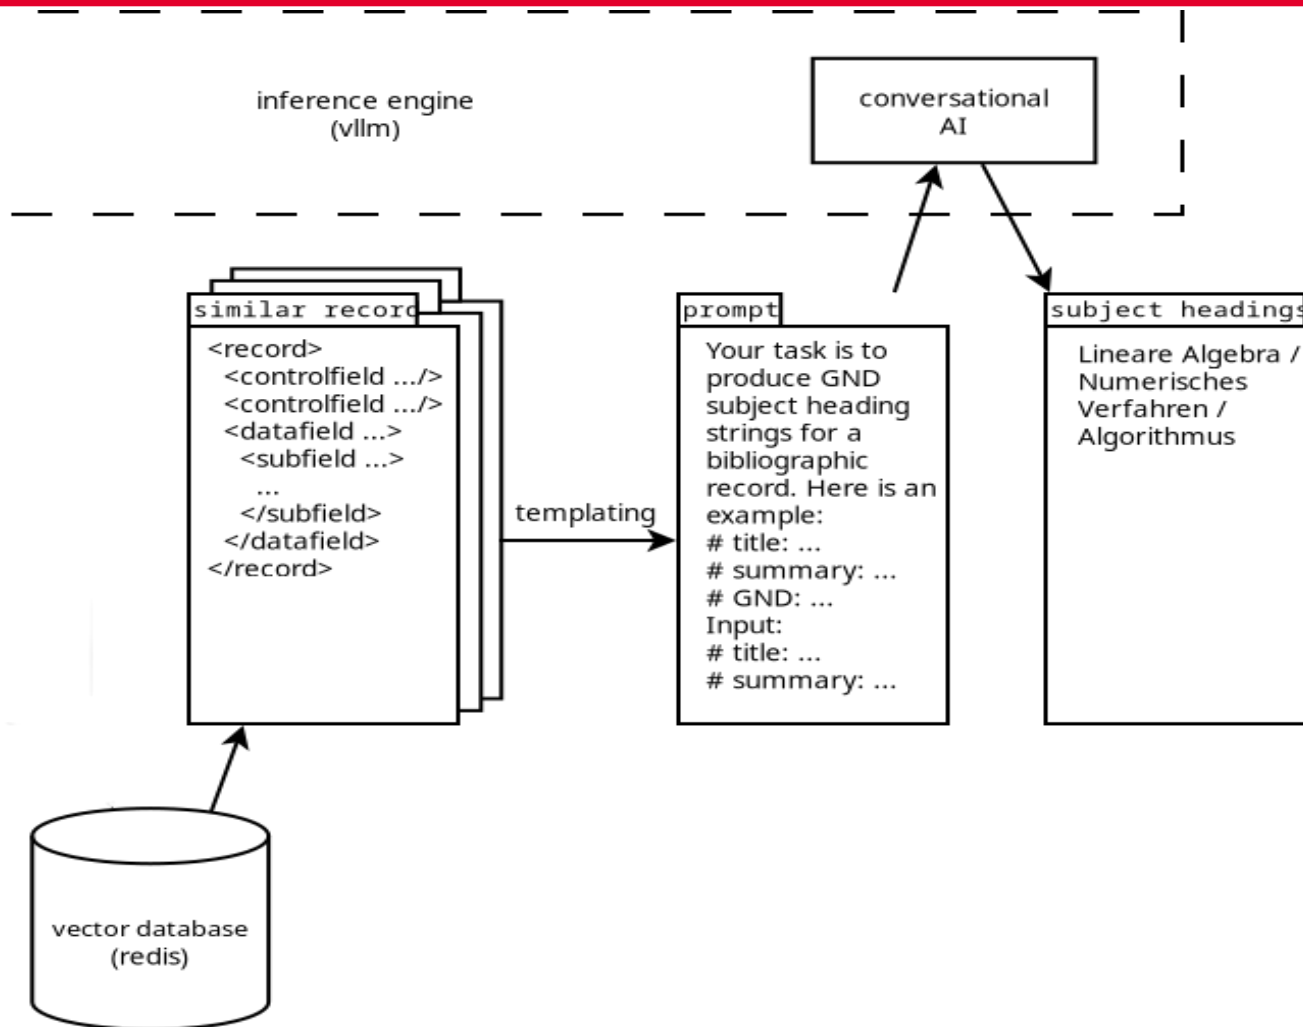 inference engine
(vllm)
conversational
AI
similar record
<record>
<controlfield .../>
<controlfield .../>
<datafield ...>
<subfield ...>
...
</subfield>
</datafield>
</record>
templating
prompt
Your task is to
produce GND
subject heading
strings for a
bibliographic
record. Here is an
example:
# title: ...
# summary: ...
# GND: ...
Input:
# title: ...
# summary: ...
subject headings
Lineare Algebra /
Numerisches
Verfahren /
Algorithmus
vector database
(redis)